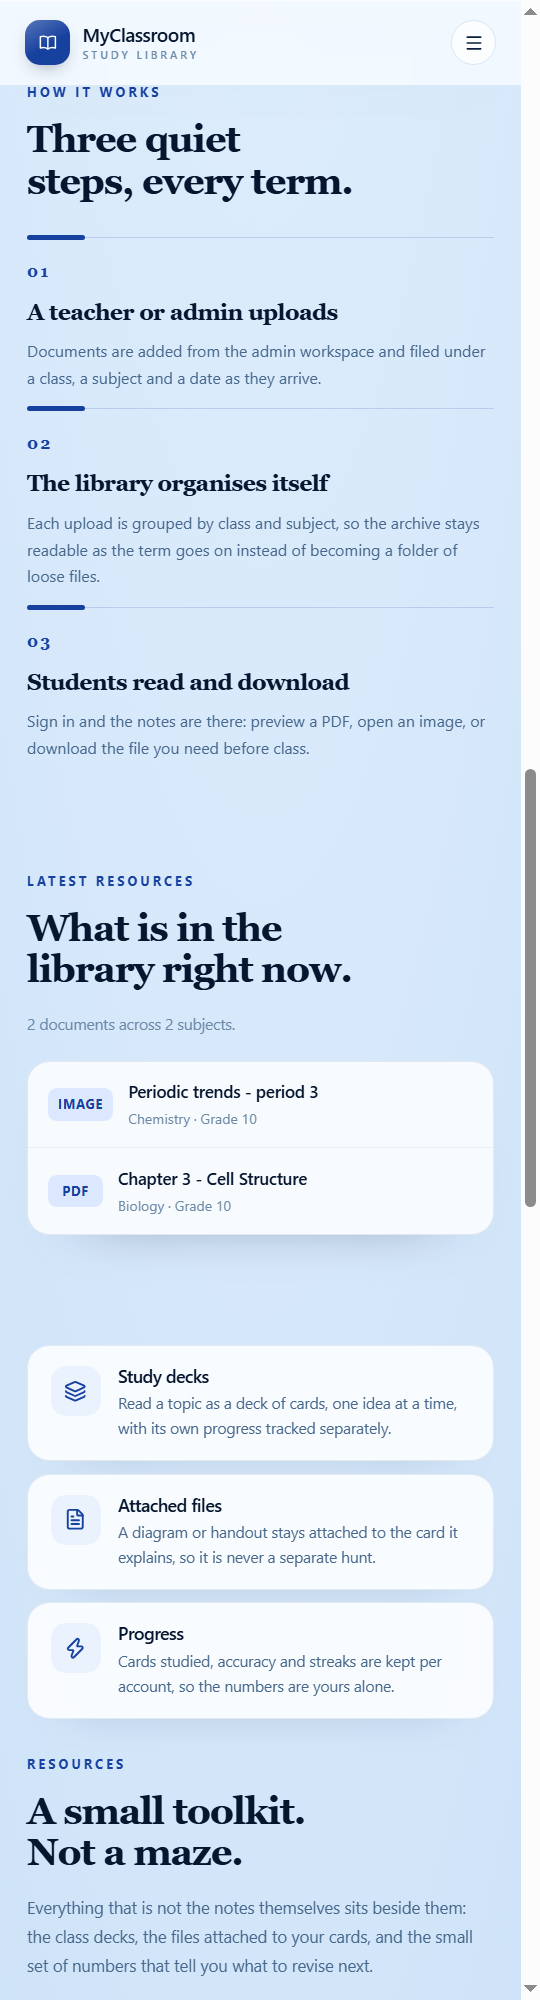 MyClassroom
STUDY LIBRARY
HOW IT WORKS
Three quiet
steps, every term.
01
A teacher or admin uploads
Documents are added from the admin workspace and filed under
a class, a subject and a date as they arrive.
02
The library organises itself
Each upload is grouped by class and subject, so the archive stays
readable as the term goes on instead of becoming a folder of
loose files.
03
Students read and download
Sign in and the notes are there: preview a PDF, open an image, or
download the file you need before class.
LATEST RESOURCES
What is in the
library right now.
2 documents across 2 subjects.
IMAGE
Periodic trends - period 3
Chemistry · Grade 10
PDF
Chapter 3 - Cell Structure
Biology · Grade 10
Study decks
Read a topic as a deck of cards, one idea at a time,
with its own progress tracked separately.
Attached files
A diagram or handout stays attached to the card it
explains, so it is never a separate hunt.
Progress
Cards studied, accuracy and streaks are kept per
account, so the numbers are yours alone.
RESOURCES
A small toolkit.
Not a maze.
Everything that is not the notes themselves sits beside them:
the class decks, the files attached to your cards, and the small
set of numbers that tell you what to revise next.